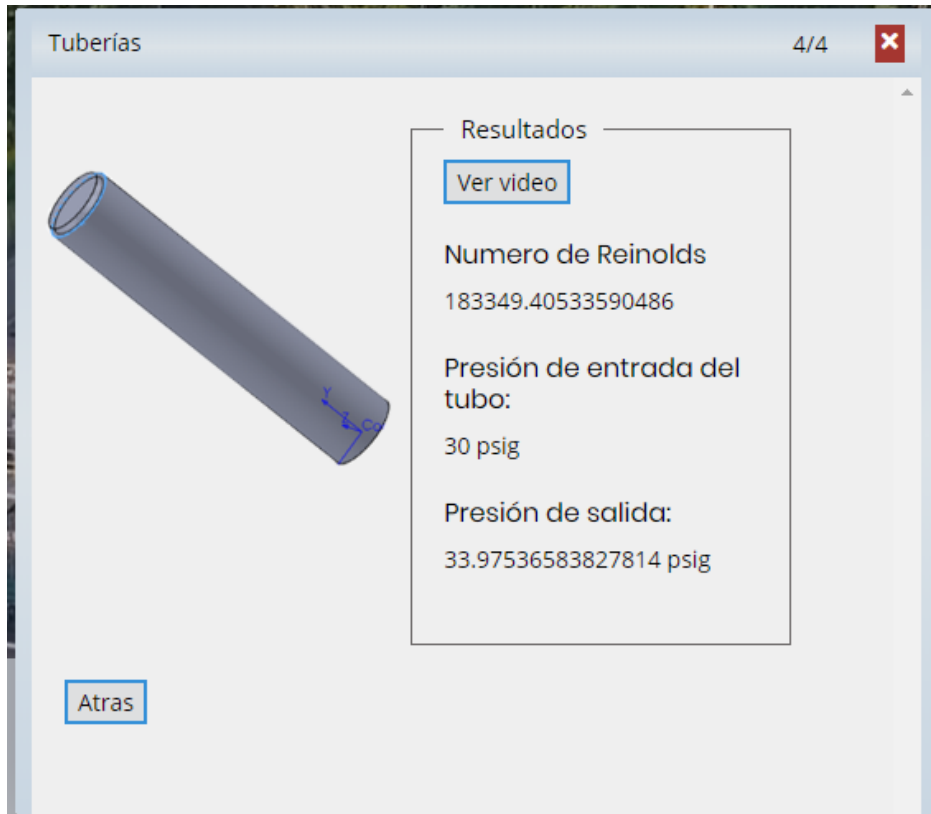 Tuberías
4/4
Resultados
Ver video
Numero de Reinolds
183349.40533590486
Presión de entrada del
tubo:
30 psig
Presión de salida:
33.97536583827814 psig
Y
Z
Co
Atras